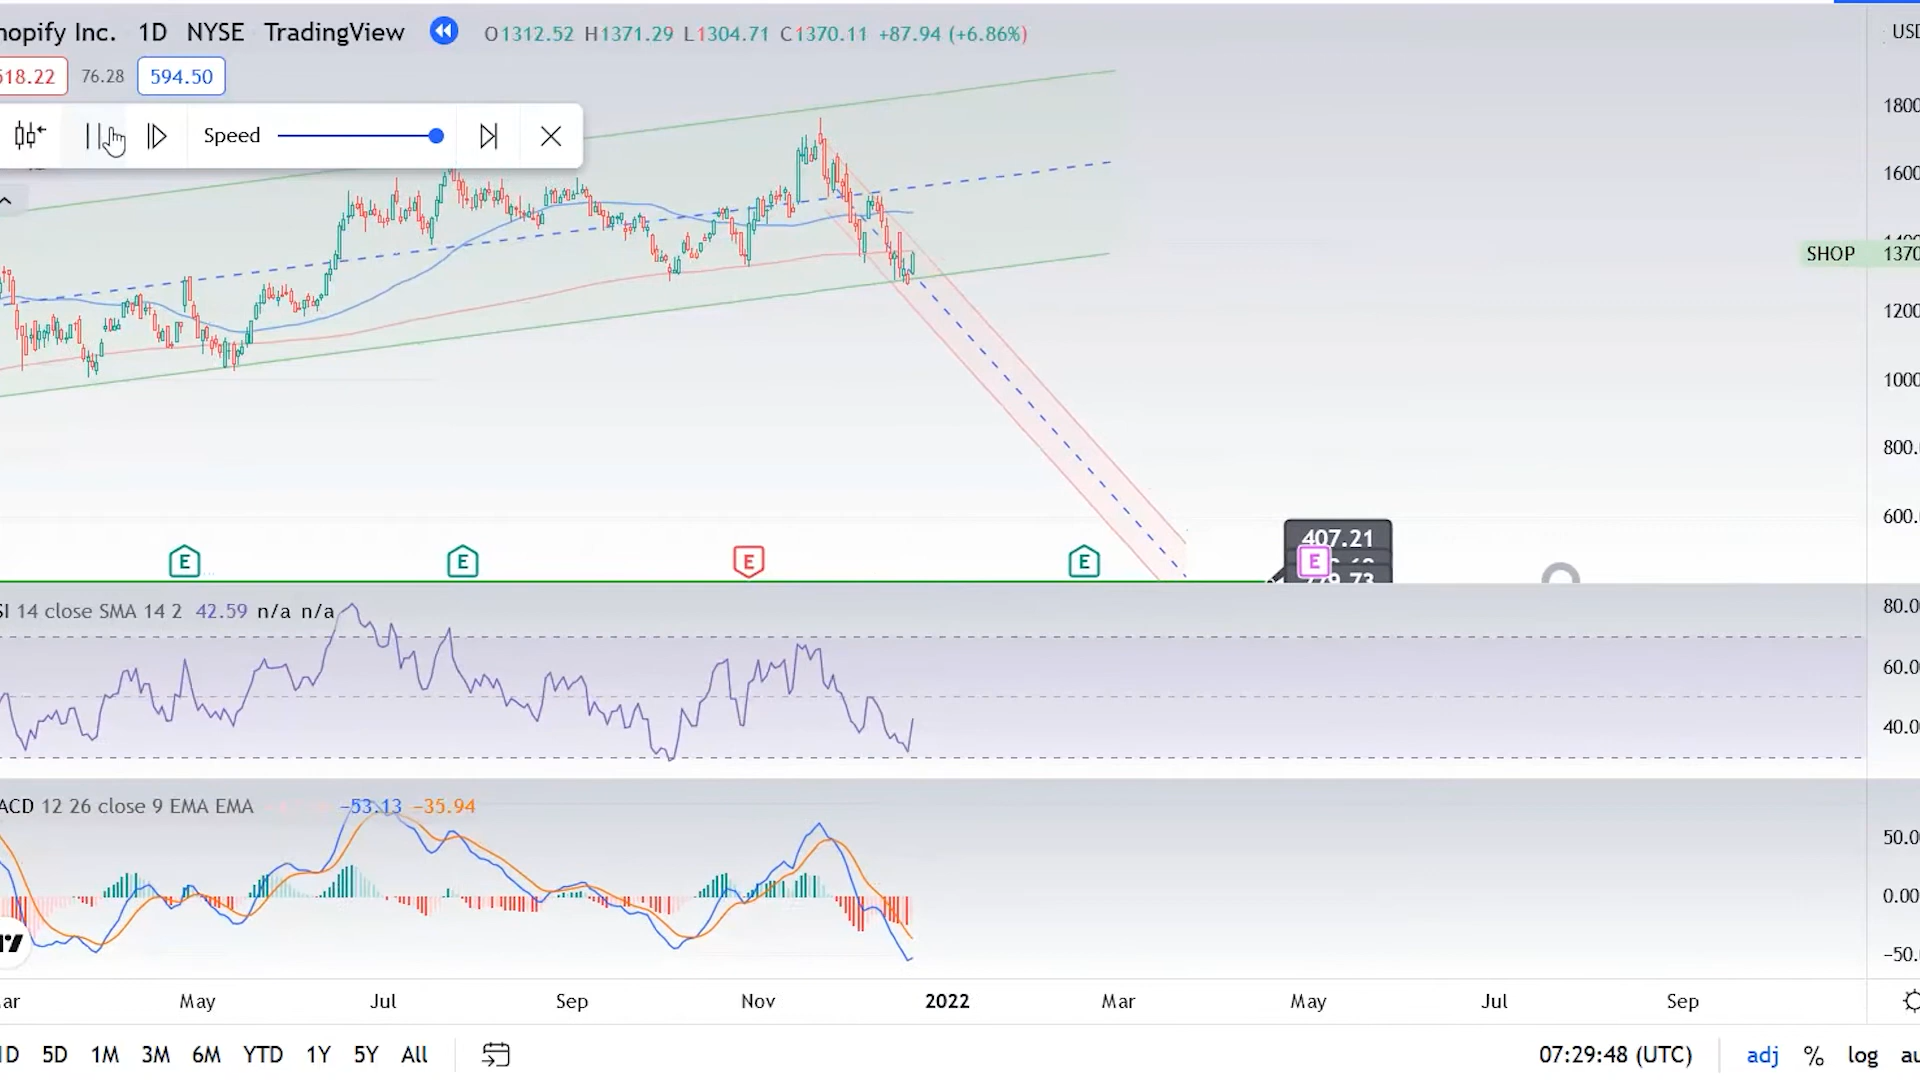 hopify Inc. 1D NYSE TradingView O1312.52 H1371.29 L1304.71 C1370.11 +87.94 (+6.86%) USD
518.22 76.28 594.50
Speed
1800
1600
SHOP 1370
1200
1000
800.
600.
E E E E E
407.21
SI 14 close SMA 14 2 42.59 n/a n/a
80.0
60.0
40.0
ACD 12 26 close 9 EMA EMA −53.13 −35.94
50.0
0.00
−50.
ar May Jul Sep Nov 2022 Mar May Jul Sep
1D 5D 1M 3M 6M YTD 1Y 5Y All 07:29:48 (UTC) adj % log au